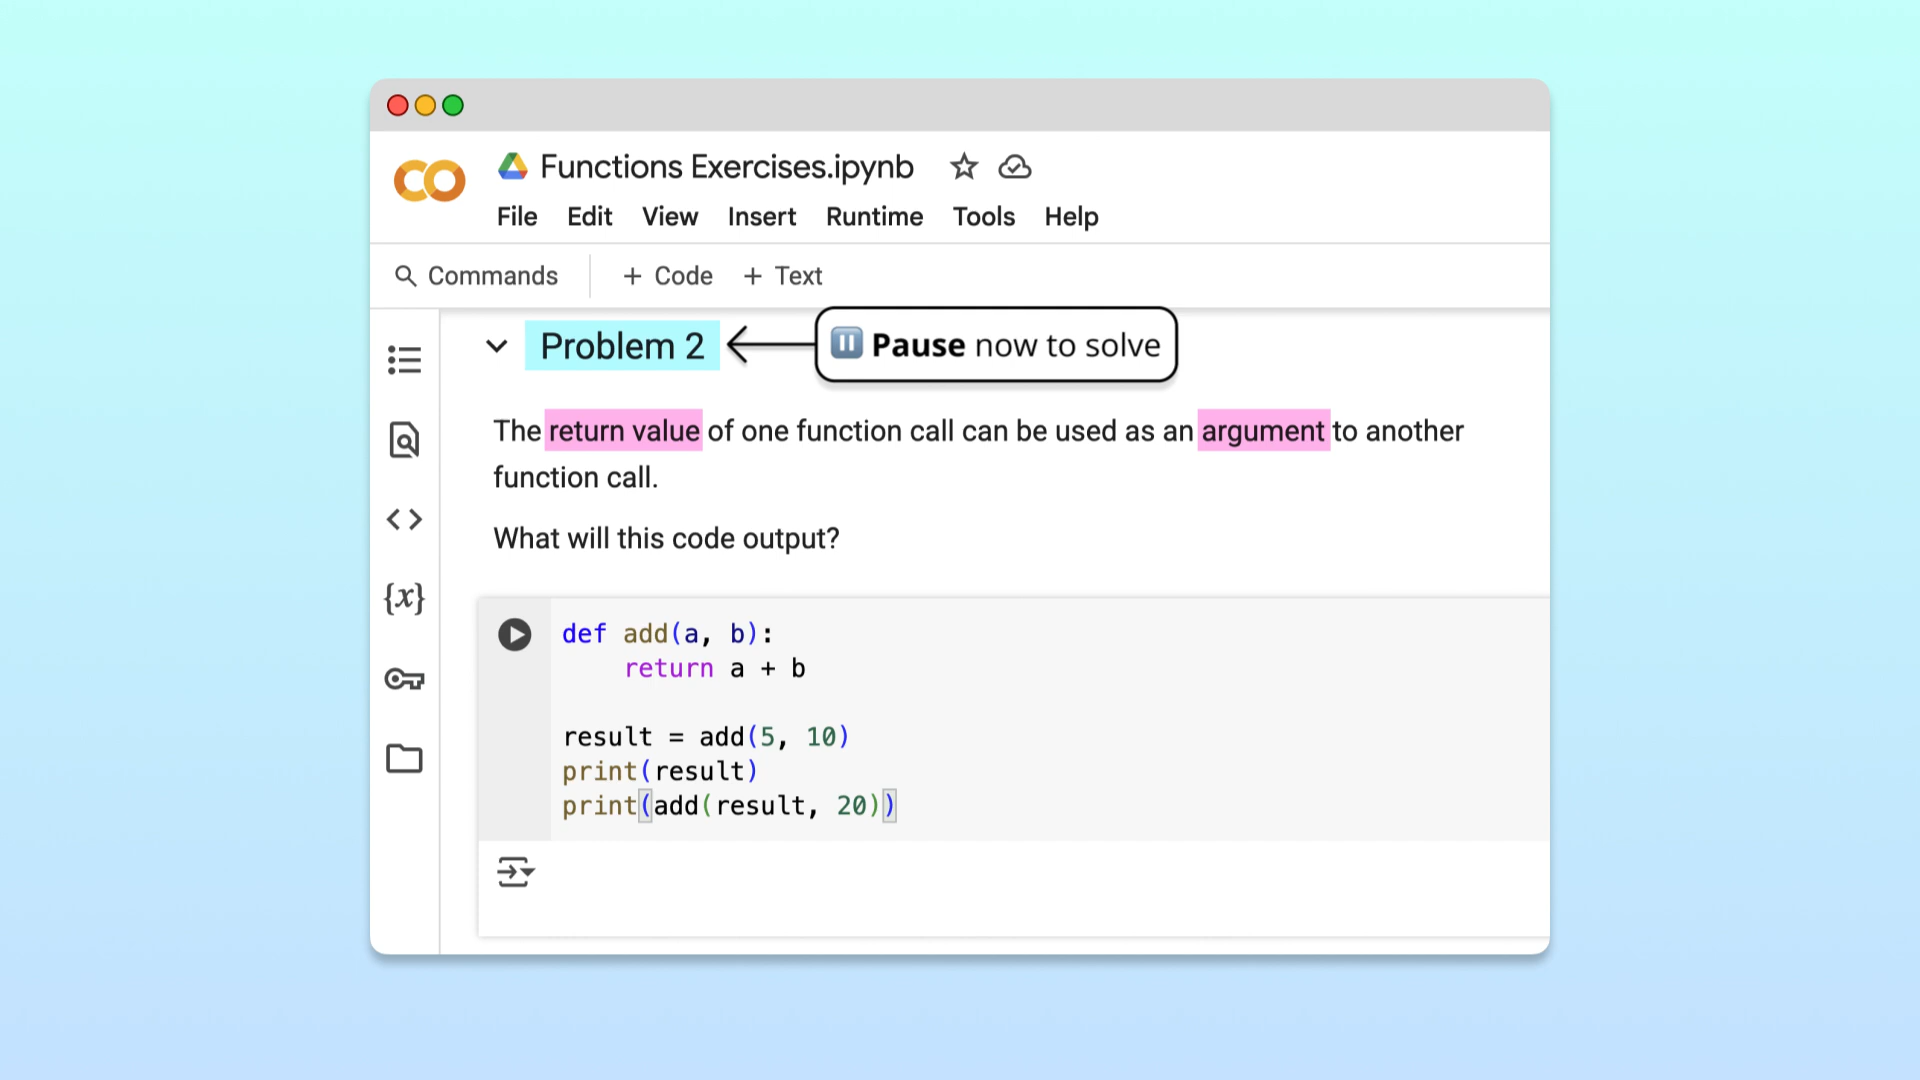 Functions Exercises.ipynb
File Edit View Insert Runtime Tools Help
Commands + Code + Text
Problem 2
Pause now to solve
The return value of one function call can be used as an argument to another
function call.
What will this code output?
{x}
def add(a, b):
    return a + b
result = add(5, 10)
print(result)
print(add(result, 20))